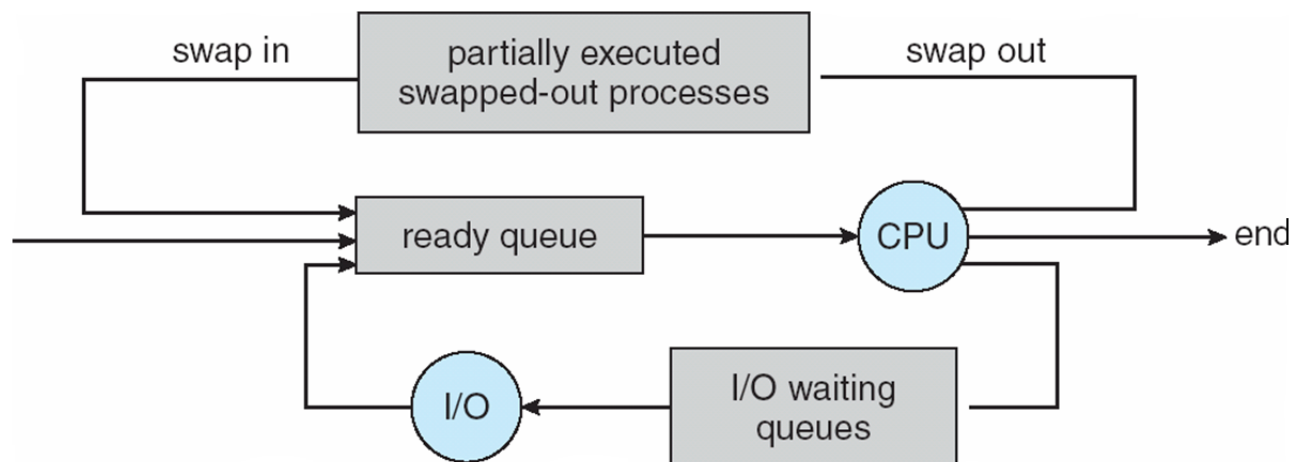 swap in
partially executed
swapped-out processes
swap out
ready queue
CPU
end
I/O
I/O waiting
queues